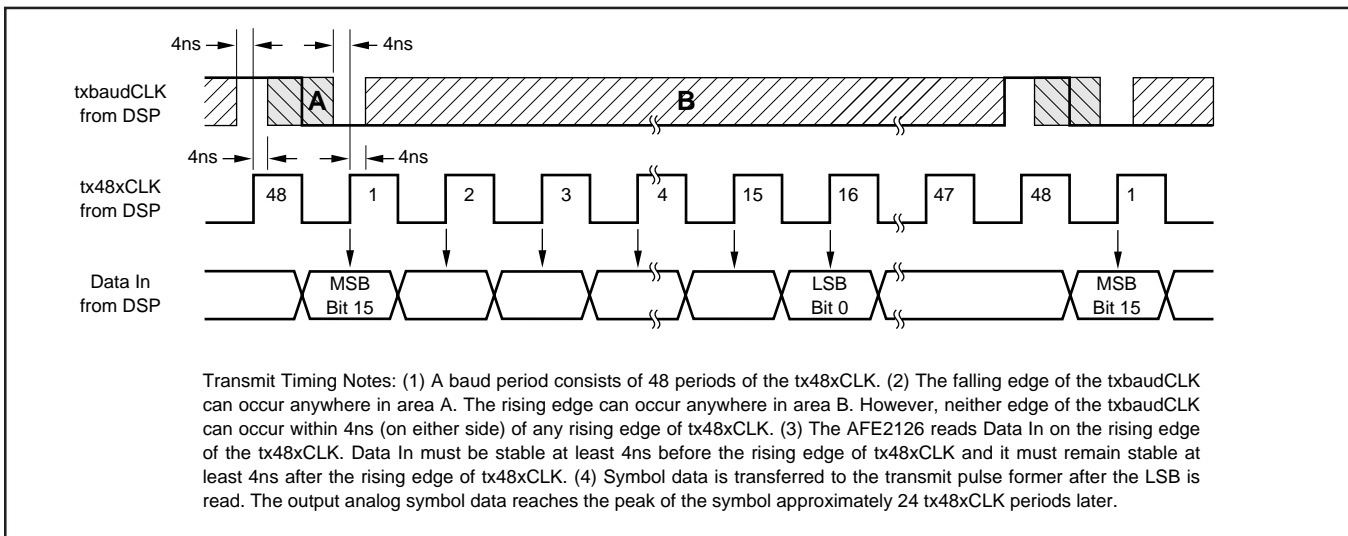 4ns
4ns
txbaudCLK
from DSP
A
B
4ns
4ns
tx48xCLK
from DSP
48
1
2
3
4
15
16
47
48
1
Data In
from DSP
MSB
Bit 15
LSB
Bit 0
MSB
Bit 15
Transmit Timing Notes: (1) A baud period consists of 48 periods of the tx48xCLK. (2) The falling edge of the txbaudCLK
can occur anywhere in area A. The rising edge can occur anywhere in area B. However, neither edge of the txbaudCLK
can occur within 4ns (on either side) of any rising edge of tx48xCLK. (3) The AFE2126 reads Data In on the rising edge
of the tx48xCLK. Data In must be stable at least 4ns before the rising edge of tx48xCLK and it must remain stable at
least 4ns after the rising edge of tx48xCLK. (4) Symbol data is transferred to the transmit pulse former after the LSB is
read. The output analog symbol data reaches the peak of the symbol approximately 24 tx48xCLK periods later.